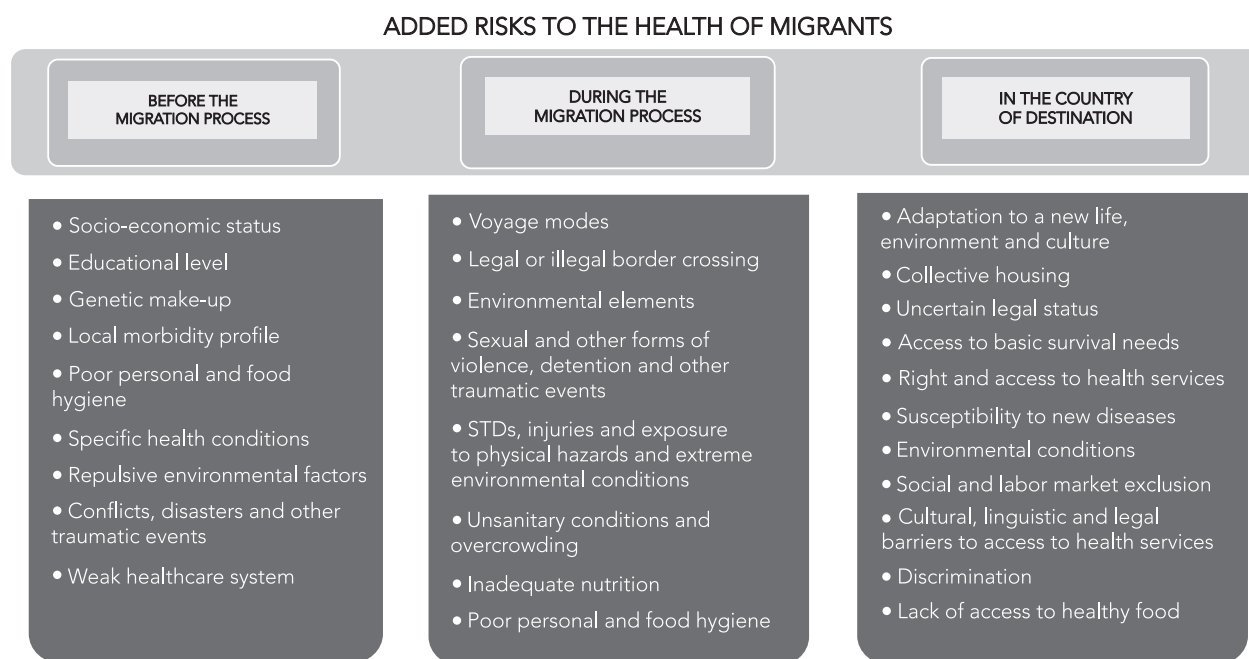 ADDED RISKS TO THE HEALTH OF MIGRANTS
BEFORE THE
MIGRATION PROCESS
• Socio-economic status
• Educational level
• Genetic make-up
• Local morbidity profile
• Poor personal and food
hygiene
• Specific health conditions
• Repulsive environmental factors
• Conflicts, disasters and other
traumatic events
• Weak healthcare system
DURING THE
MIGRATION PROCESS
• Voyage modes
• Legal or illegal border crossing
• Environmental elements
• Sexual and other forms of
violence, detention and other
traumatic events
• STDs, injuries and exposure
to physical hazards and extreme
environmental conditions
• Unsanitary conditions and
overcrowding
• Inadequate nutrition
• Poor personal and food hygiene
IN THE COUNTRY
OF DESTINATION
• Adaptation to a new life,
environment and culture
• Collective housing
• Uncertain legal status
• Access to basic survival needs
• Right and access to health services
• Susceptibility to new diseases
• Environmental conditions
• Social and labor market exclusion
• Cultural, linguistic and legal
barriers to access to health services
• Discrimination
• Lack of access to healthy food